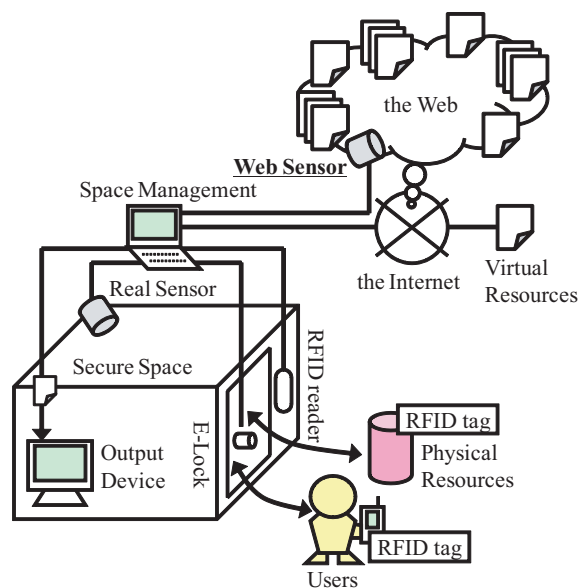 the Web
Web Sensor
Space Management
the Internet
Virtual
Resources
Real Sensor
RFID reader
Secure Space
E-Lock
Output
Device
RFID tag
Physical
Resources
RFID tag
Users